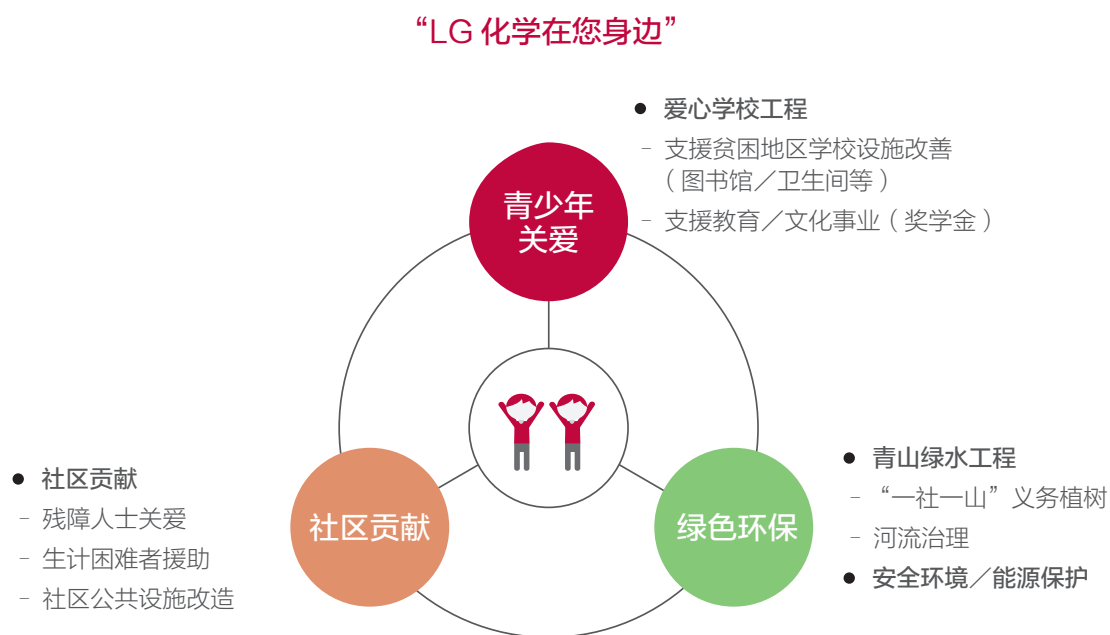 “LG 化学在您身边”
● 爱心学校工程
- 支援贫困地区学校设施改善
（图书馆／卫生间等）
- 支援教育／文化事业（奖学金）
青少年
关爱
● 社区贡献
- 残障人士关爱
- 生计困难者援助
- 社区公共设施改造
社区贡献
绿色环保
● 青山绿水工程
- “一社一山”义务植树
- 河流治理
● 安全环境／能源保护